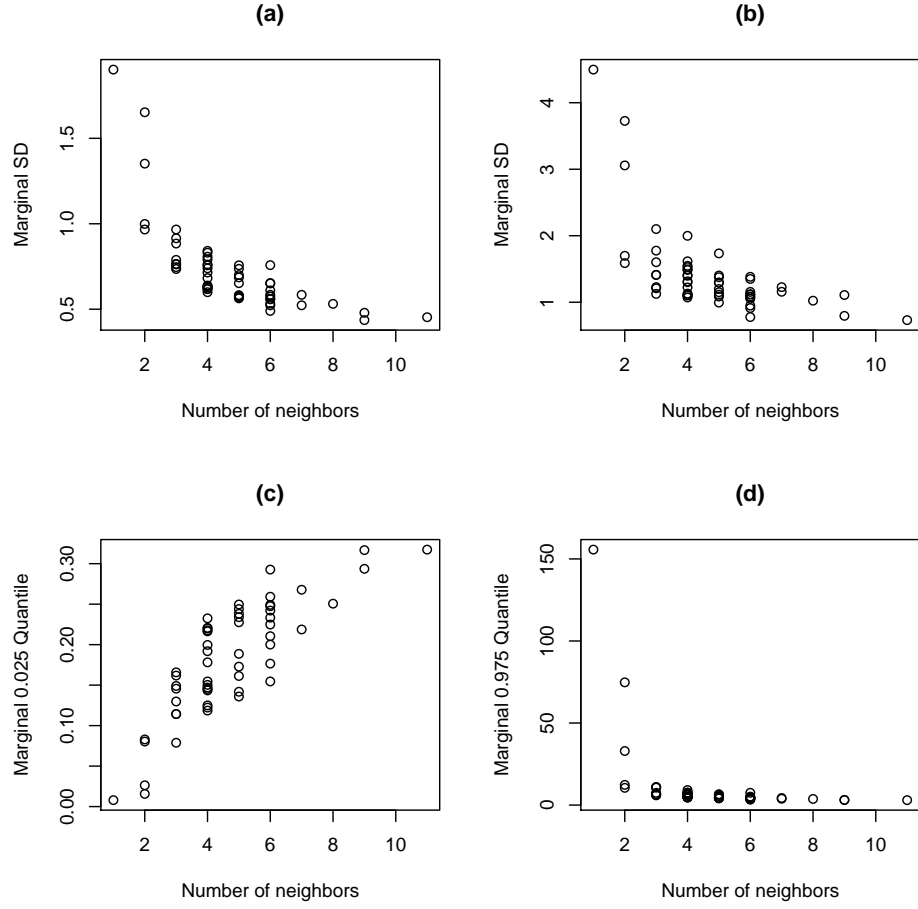 (a)
Marginal SD
1.5
1.0
0.5
2 4 6 8 10
Number of neighbors
(b)
Marginal SD
4
3
2
1
2 4 6 8 10
Number of neighbors
(c)
Marginal 0.025 Quantile
0.30
0.20
0.10
0.00
2 4 6 8 10
Number of neighbors
(d)
Marginal 0.975 Quantile
150
100
50
0
2 4 6 8 10
Number of neighbors